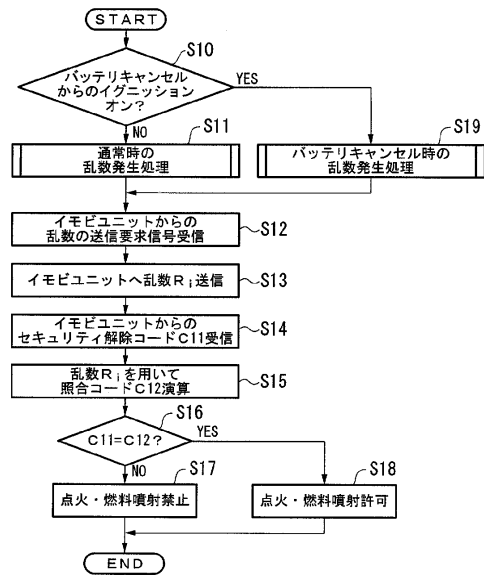 START
S10
バッテリキャンセル
からのイグニッション
オン?
YES
NO
S11
通常時の
乱数発生処理
S19
バッテリキャンセル時の
乱数発生処理
イモビユニットからの
乱数の送信要求信号受信
S12
イモビユニットへ乱数Ri送信
S13
イモビユニットからの
セキュリティ解除コードC11受信
S14
乱数Riを用いて
照合コードC12演算
S15
S16
C11=C12?
YES
NO
S17
点火・燃料噴射禁止
S18
点火・燃料噴射許可
END